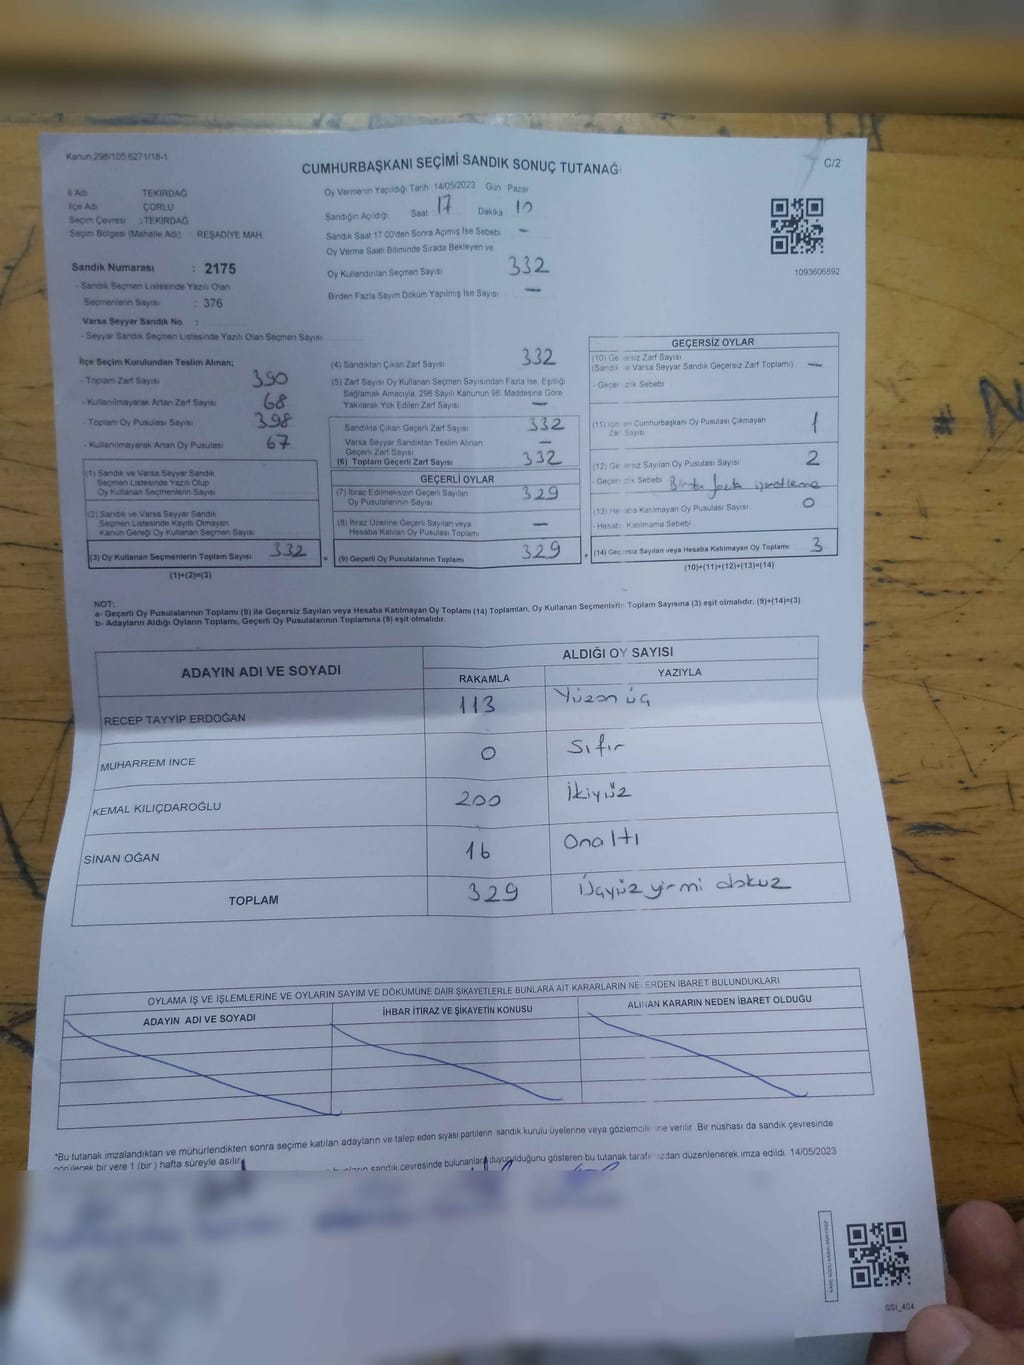 Kanun 298/105 6271/18-1
CUMHURBAŞKANI SEÇİMİ SANDIK SONUÇ TUTANAĞI
C/2
İl Adı TEKİRDAĞ
İlçe Adı ÇORLU
Seçim Çevresi : TEKİRDAĞ
Seçim Bölgesi (Mahalle Adı) : REŞADİYE MAH.
Oy Vermenin Yapıldığı Tarih 14/05/2023 Gün Pazar
Sandığın Açıldığı Saat 17 Dakika 10
Sandık Saat 17 00'den Sonra Açılmış İse Sebebi –
Oy Verme Saati Bitiminde Sırada Bekleyen ve
Oy Kullandırılan Seçmen Sayısı 332
Birden Fazla Sayım Döküm Yapılmış İse Sayısı –
1093606592
Sandık Numarası : 2175
- Sandık Seçmen Listesinde Yazılı Olan
Seçmenlerin Sayısı : 376
Varsa Seyyar Sandık No :
- Seyyar Sandık Seçmen Listesinde Yazılı Olan Seçmen Sayısı :
İlçe Seçim Kurulundan Teslim Alınan;
- Toplam Zarf Sayısı 390
- Kullanılmayarak Artan Zarf Sayısı 68
- Toplam Oy Pusulası Sayısı 398
- Kullanılmayarak Artan Oy Pusulası 67
(1) Sandık ve Varsa Seyyar Sandık
Seçmen Listesinde Yazılı Olup
Oy Kullanan Seçmenlerin Sayısı
(2) Sandık ve Varsa Seyyar Sandık
Seçmen Listesinde Kayıtlı Olmayan
Kanun Gereği Oy Kullanan Seçmen Sayısı
(3) Oy Kullanan Seçmenlerin Toplam Sayısı 332 =
(1)+(2)=(3)
(4) Sandıktan Çıkan Zarf Sayısı 332
(5) Zarf Sayısı Oy Kullanan Seçmen Sayısından Fazla İse, Eşitliği
Sağlamak Amacıyla, 298 Sayılı Kanunun 98. Maddesine Göre
Yakılarak Yok Edilen Zarf Sayısı –
Sandıkta Çıkan Geçerli Zarf Sayısı 332
Varsa Seyyar Sandıktan Teslim Alınan
Geçerli Zarf Sayısı –
(6) Toplam Geçerli Zarf Sayısı 332
GEÇERLİ OYLAR
(7) İtiraz Edilmeksizin Geçerli Sayılan
Oy Pusulalarının Sayısı 329
(8) İtiraz Üzerine Geçerli Sayılan veya
Hesaba Katılan Oy Pusulası Toplamı –
(9) Geçerli Oy Pusulalarının Toplamı 329 +
GEÇERSİZ OYLAR
(10) Geçersiz Zarf Sayısı
(Sandık ve Varsa Seyyar Sandık Geçersiz Zarf Toplamı) –
- Geçersizlik Sebebi
(11) İçinden Cumhurbaşkanı Oy Pusulası Çıkmayan
Zarf Sayısı 1
(12) Geçersiz Sayılan Oy Pusulası Sayısı 2
- Geçersizlik Sebebi Birden fazla işaretleme
(13) Hesaba Katılmayan Oy Pusulası Sayısı 0
- Hesaba Katılmama Sebebi
(14) Geçersiz Sayılan veya Hesaba Katılmayan Oy Toplamı 3
(10)+(11)+(12)+(13)=(14)
NOT:
a- Geçerli Oy Pusulalarının Toplamı (9) ile Geçersiz Sayılan veya Hesaba Katılmayan Oy Toplamı (14) Toplamları, Oy Kullanan Seçmenlerin Toplam Sayısına (3) eşit olmalıdır. (9)+(14)=(3)
b- Adayların Aldığı Oyların Toplamı, Geçerli Oy Pusulalarının Toplamına (9) eşit olmalıdır.
ADAYIN ADI VE SOYADI ALDIĞI OY SAYISI
RAKAMLA YAZIYLA
RECEP TAYYİP ERDOĞAN 113 Yüzon üç
MUHARREM İNCE 0 Sıfır
KEMAL KILIÇDAROĞLU 200 İkiyüz
SİNAN OĞAN 16 Onaltı
TOPLAM 329 Üçyüz yirmi dokuz
OYLAMA İŞ VE İŞLEMLERİNE VE OYLARIN SAYIM VE DÖKÜMÜNE DAİR ŞİKAYETLERLE BUNLARA AİT KARARLARIN NELERDEN İBARET BULUNDUKLARI
ADAYIN ADI VE SOYADI İHBAR İTİRAZ VE ŞİKAYETİN KONUSU ALINAN KARARIN NEDEN İBARET OLDUĞU
*Bu tutanak imzalandıktan ve mühürlendikten sonra seçime katılan adayların ve talep eden siyasi partilerin sandık kurulu üyelerine veya gözlemcilerine verilir. Bir nüshası da sandık çevresinde
görülecek bir yere 1 (bir) hafta süreyle asılır.
sandık çevresinde bulunanlara duyurulduğunu gösteren bu tutanak tarafımızdan düzenlenerek imza edildi. 14/05/2023
SSI_404